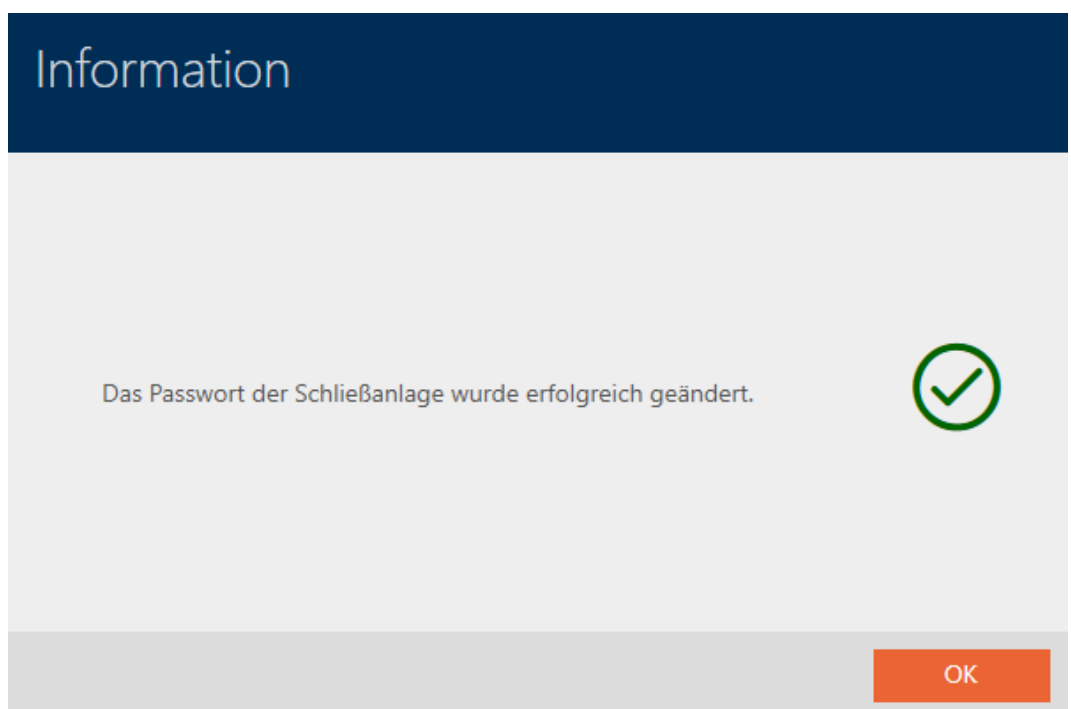 Information
Das Passwort der Schließanlage wurde erfolgreich geändert.
OK